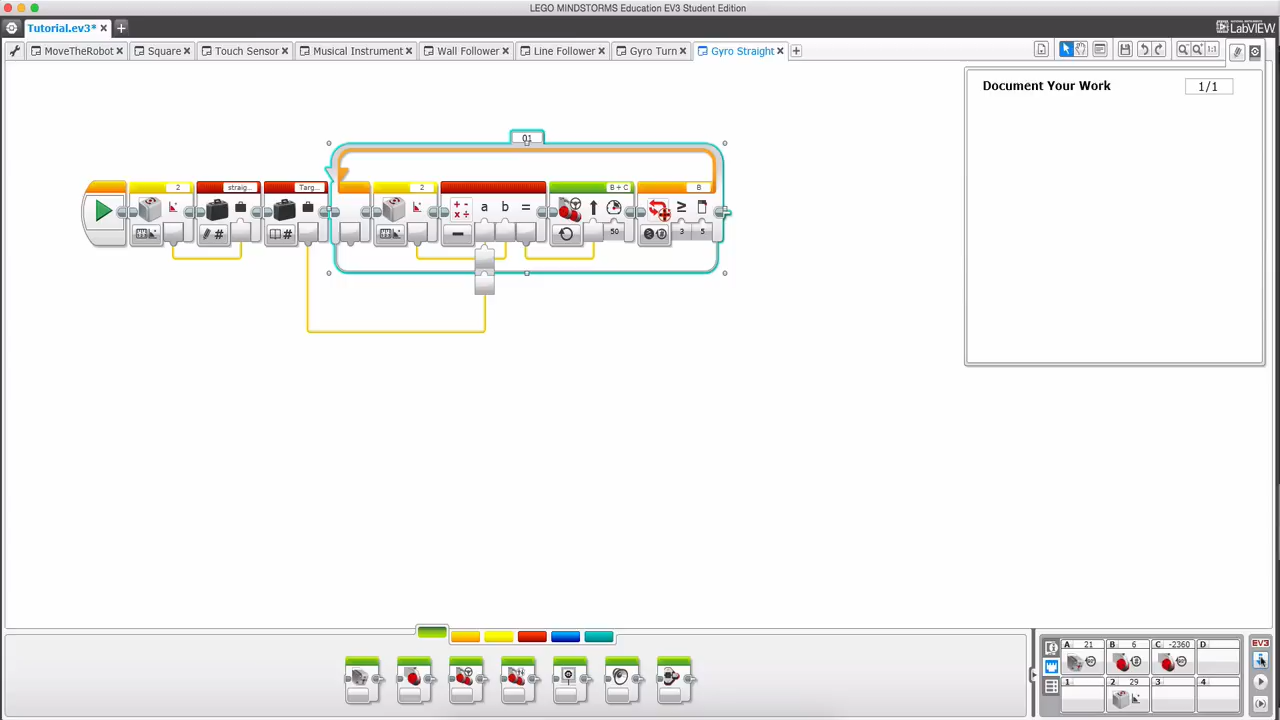 LEGO MINDSTORMS Education EV3 Student Edition
Tutorial.ev3* × +
LabVIEW
MoveTheRobot × Square × Touch Sensor × Musical Instrument × Wall Follower × Line Follower × Gyro Turn × Gyro Straight × +
1:1
Document Your Work 1/1
01
2 straig... Targ... 2 B + C B
a b = ≥
# # − 50 3 5
EV3
A 21 B 6 C -2360 D
1 2 29 3 4